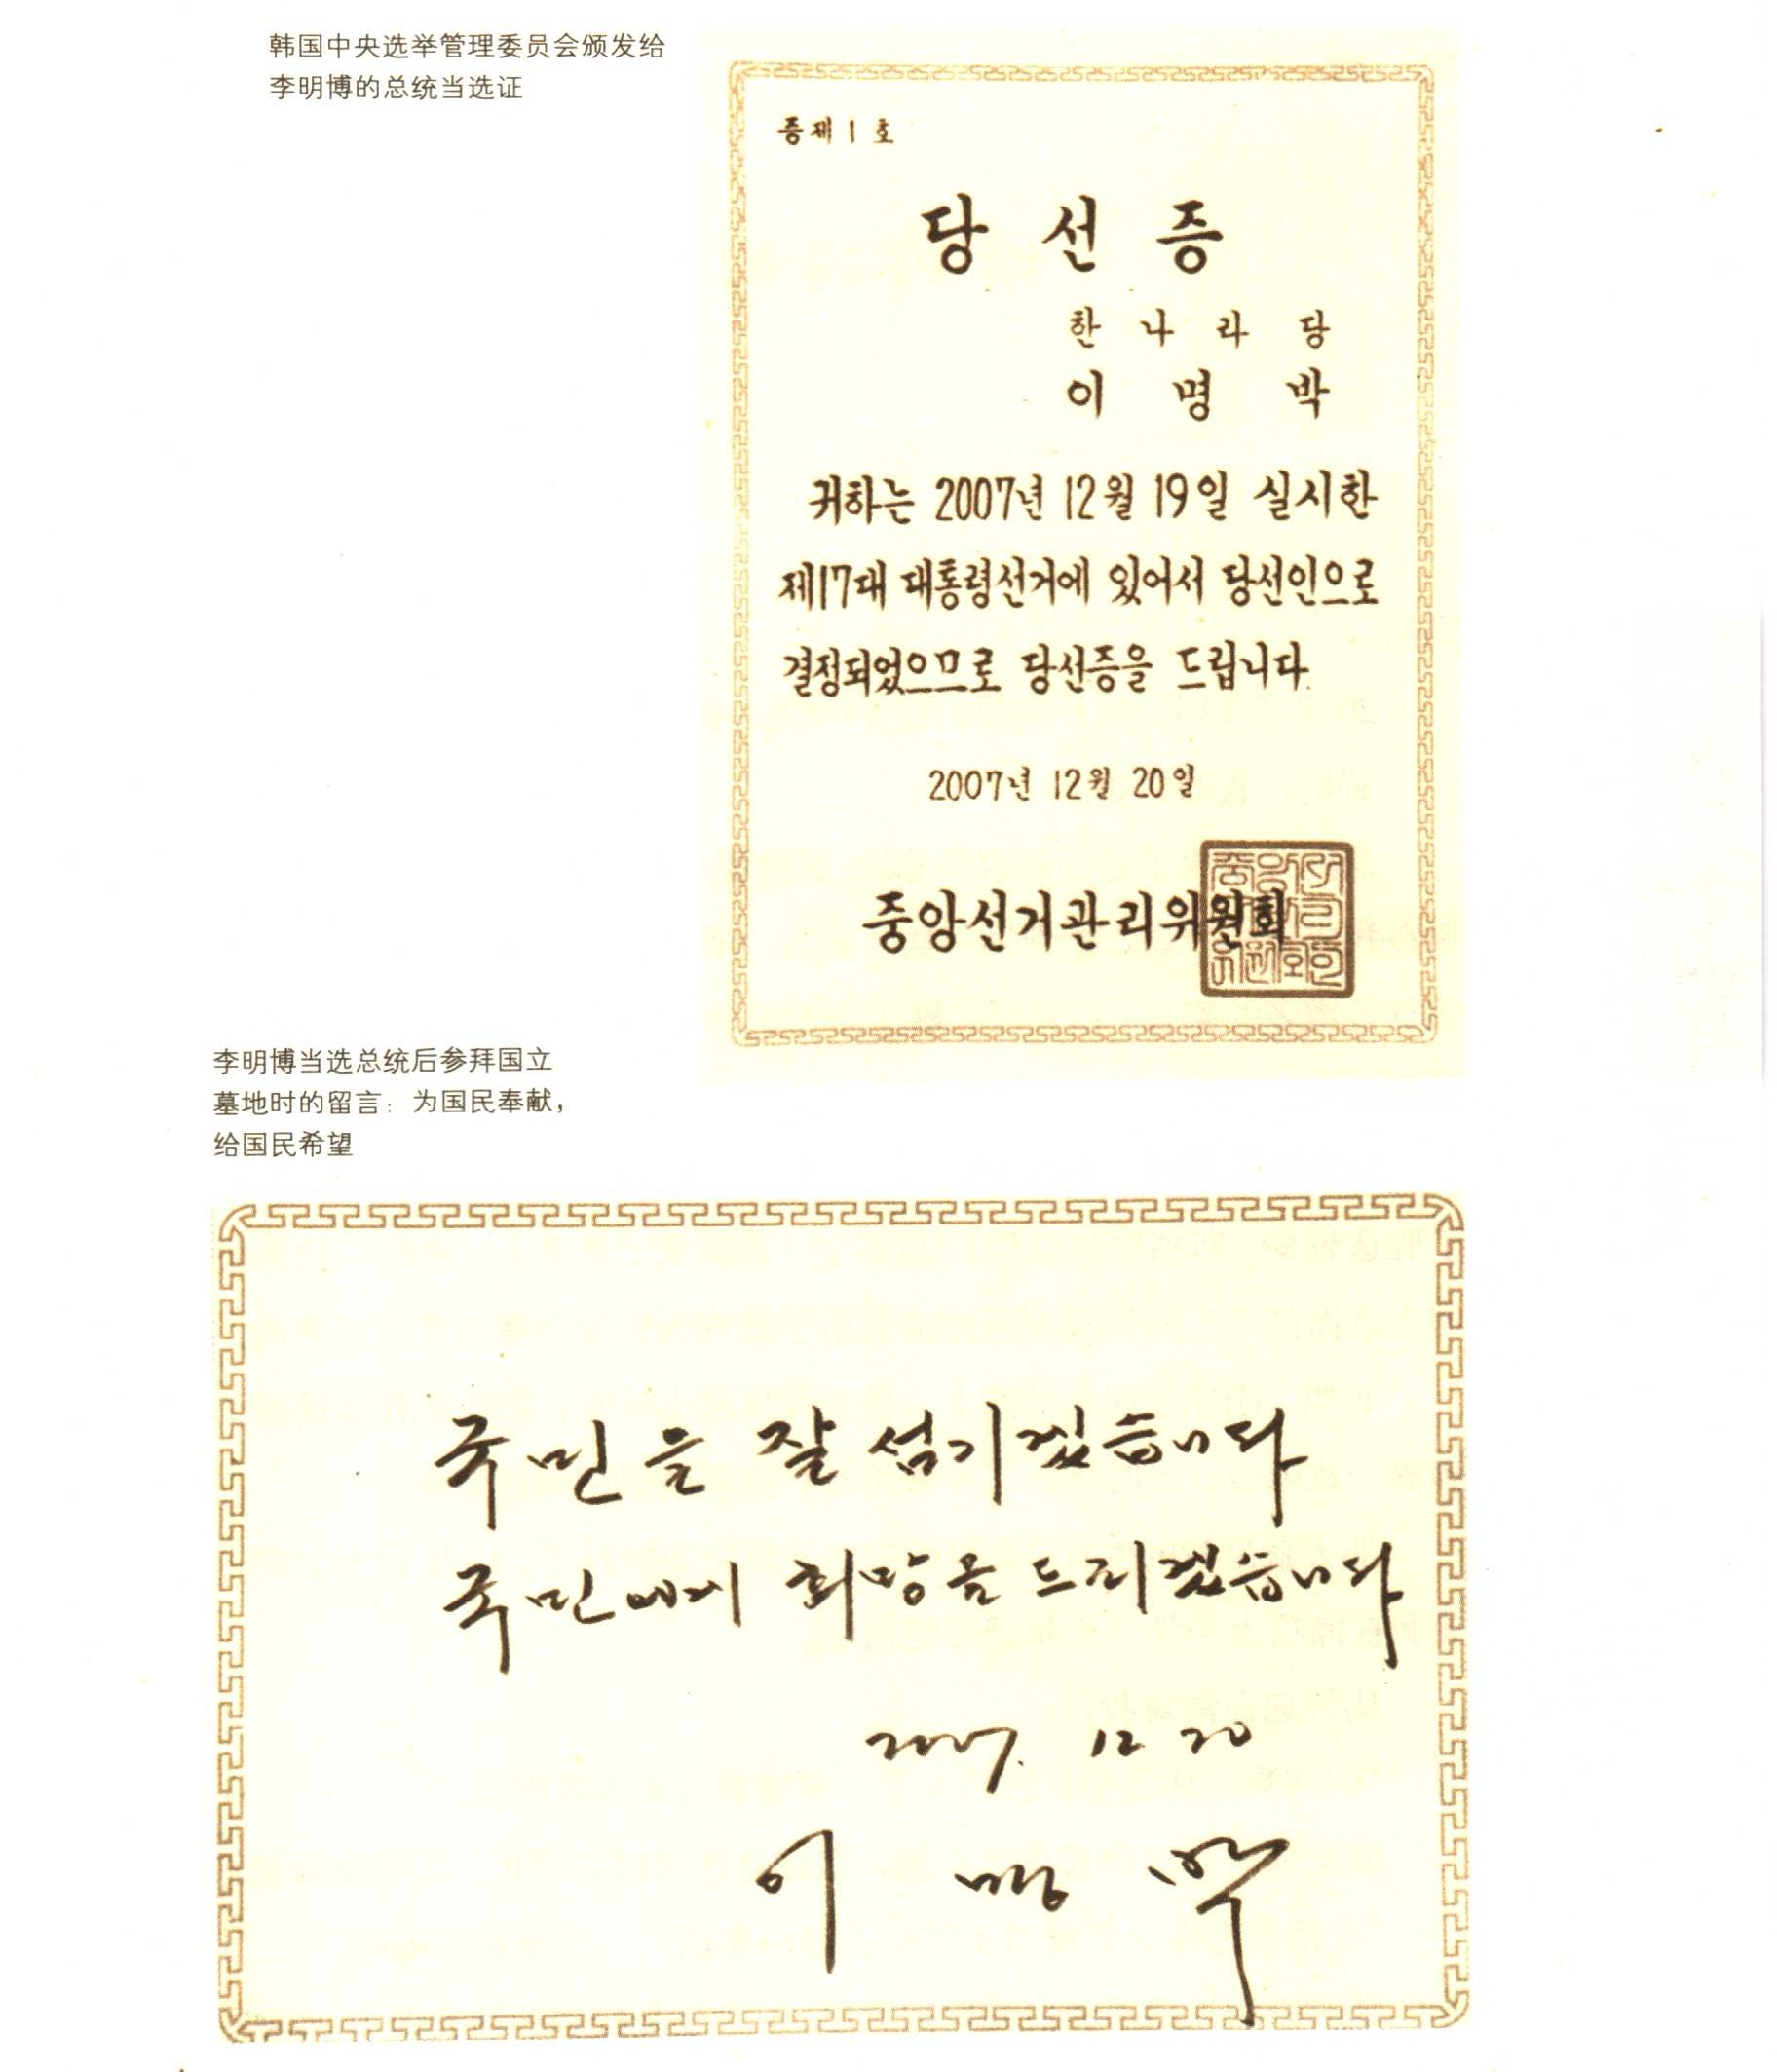 韩国中央选举管理委员会颁发给
李明博的总统当选证
증제 1 호
당 선 증
한 나 라 당
이 명 박
귀하는 2007년 12월 19일 실시한
제17대 대통령선거에 있어서 당선인으로
결정되었으므로 당선증을 드립니다.
2007년 12월 20일
중앙선거관리위원회
李明博当选总统后参拜国立
墓地时的留言：为国民奉献，
给国民希望
국민을 잘 섬기겠습니다
국민에게 희망을 드리겠습니다
2007. 12 20
이 명 박